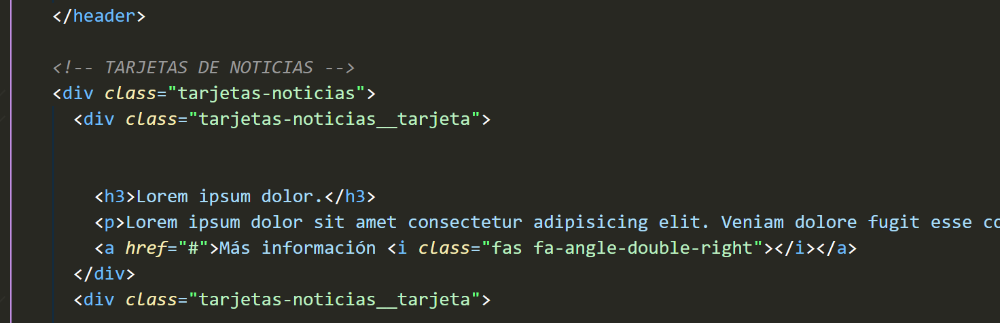 </header>
<!-- TARJETAS DE NOTICIAS -->
<div class="tarjetas-noticias">
<div class="tarjetas-noticias__tarjeta">
<h3>Lorem ipsum dolor.</h3>
<p>Lorem ipsum dolor sit amet consectetur adipisicing elit. Veniam dolore fugit esse
<a href="#">Más información <i class="fas fa-angle-double-right"></i></a>
</div>
<div class="tarjetas-noticias__tarjeta">